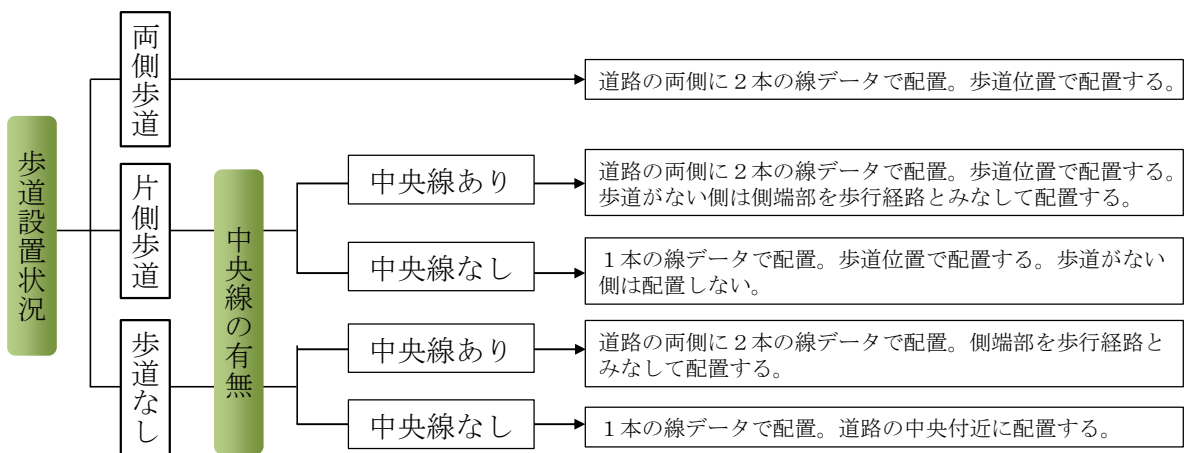 歩道設置状況
両側歩道
道路の両側に２本の線データで配置。歩道位置で配置する。
片側歩道
中央線の有無
中央線あり
道路の両側に２本の線データで配置。歩道位置で配置する。
歩道がない側は側端部を歩行経路とみなして配置する。
中央線なし
１本の線データで配置。歩道位置で配置する。歩道がない
側は配置しない。
歩道なし
中央線あり
道路の両側に２本の線データで配置。側端部を歩行経路と
みなして配置する。
中央線なし
１本の線データで配置。道路の中央付近に配置する。